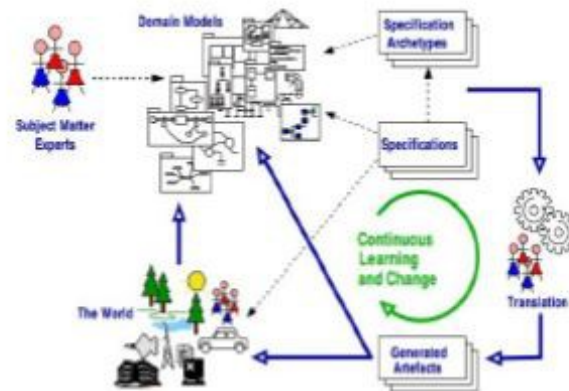 Domain Models
Specification
Archetypes
Subject Matter
Experts
Specifications
Continuous
Learning
and Change
Translation
The World
Generated
Artefacts